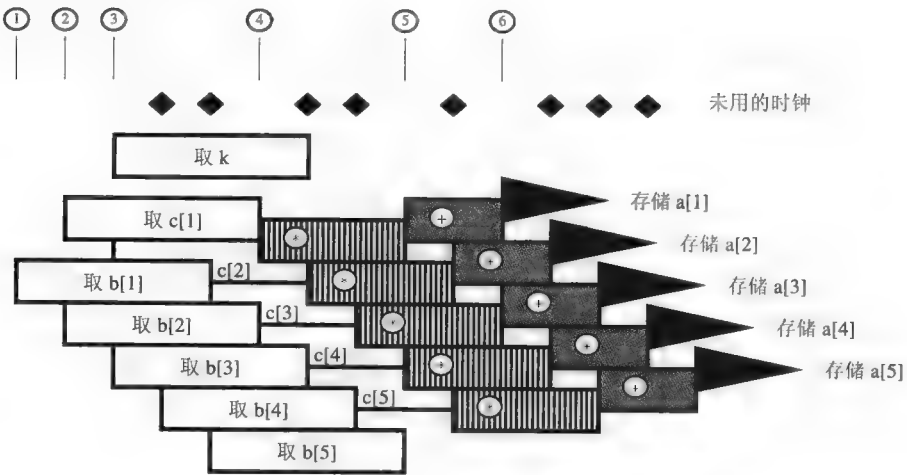 ① ② ③ ④ ⑤ ⑥
未用的时钟
取 k
取 c[1]
+
存储 a[1]
*
+
存储 a[2]
取 b[1]
c[2]
*
+
存储 a[3]
取 b[2]
c[3]
*
+
存储 a[4]
取 b[3]
c[4]
*
+
存储 a[5]
取 b[4]
c[5]
*
取 b[5]